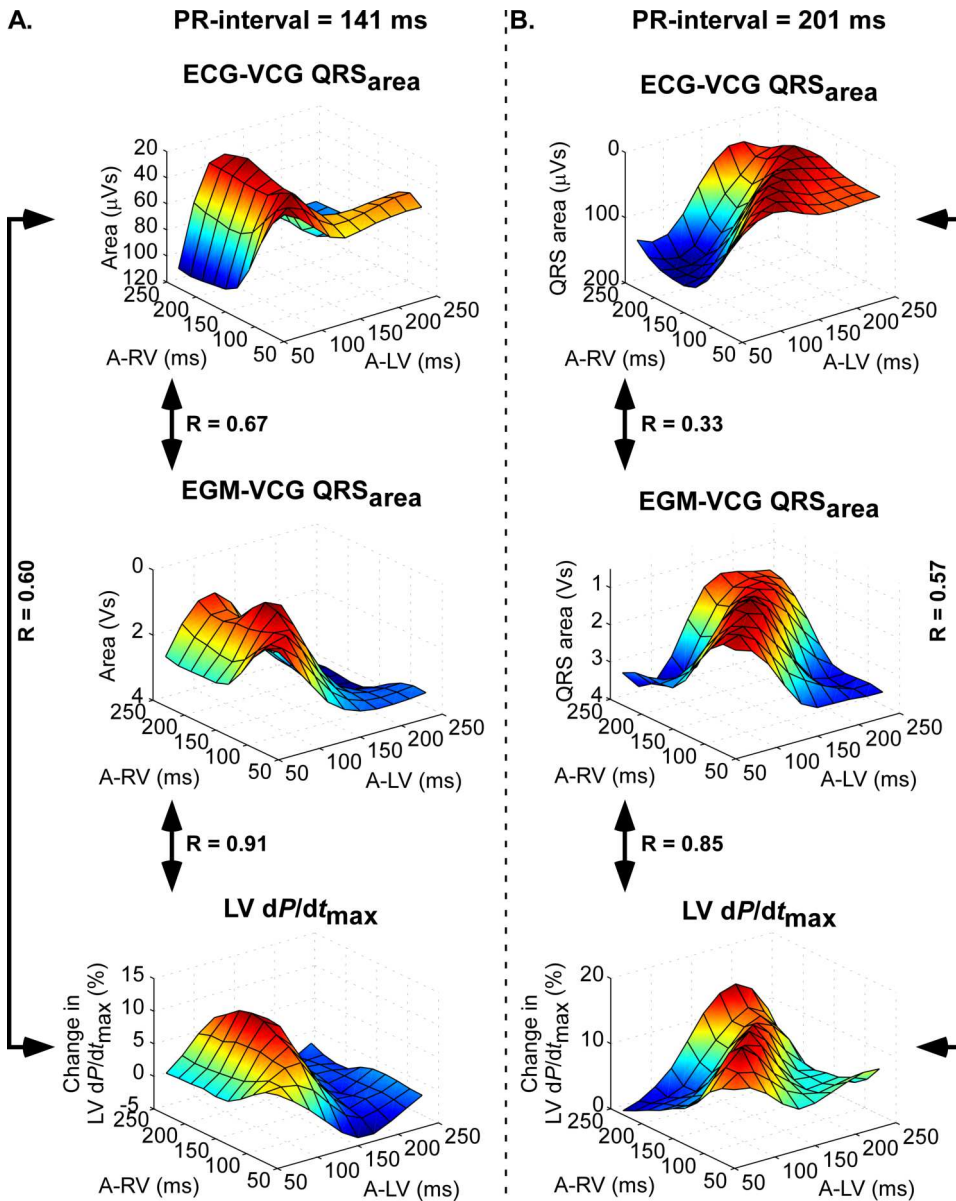 A.
PR-interval = 141 ms
ECG-VCG QRSarea
20
40
60
80
100
120
Area (µVs)
250
200
150
100
50
A-RV (ms)
50
100
150
200
250
A-LV (ms)
R = 0.67
EGM-VCG QRSarea
0
2
4
Area (Vs)
250
200
150
100
50
A-RV (ms)
50
100
150
200
250
A-LV (ms)
R = 0.60
R = 0.91
LV dP/dtmax
15
10
5
0
-5
Change in
LV dP/dtmax (%)
250
200
150
100
50
A-RV (ms)
50
100
150
200
250
A-LV (ms)
B.
PR-interval = 201 ms
ECG-VCG QRSarea
0
100
200
QRS area (µVs)
250
200
150
100
50
A-RV (ms)
50
100
150
200
250
A-LV (ms)
R = 0.33
EGM-VCG QRSarea
1
2
3
4
QRS area (Vs)
250
200
150
100
50
A-RV (ms)
50
100
150
200
250
A-LV (ms)
R = 0.57
R = 0.85
LV dP/dtmax
20
10
0
Change in
LV dP/dtmax (%)
250
200
150
100
50
A-RV (ms)
50
100
150
200
250
A-LV (ms)